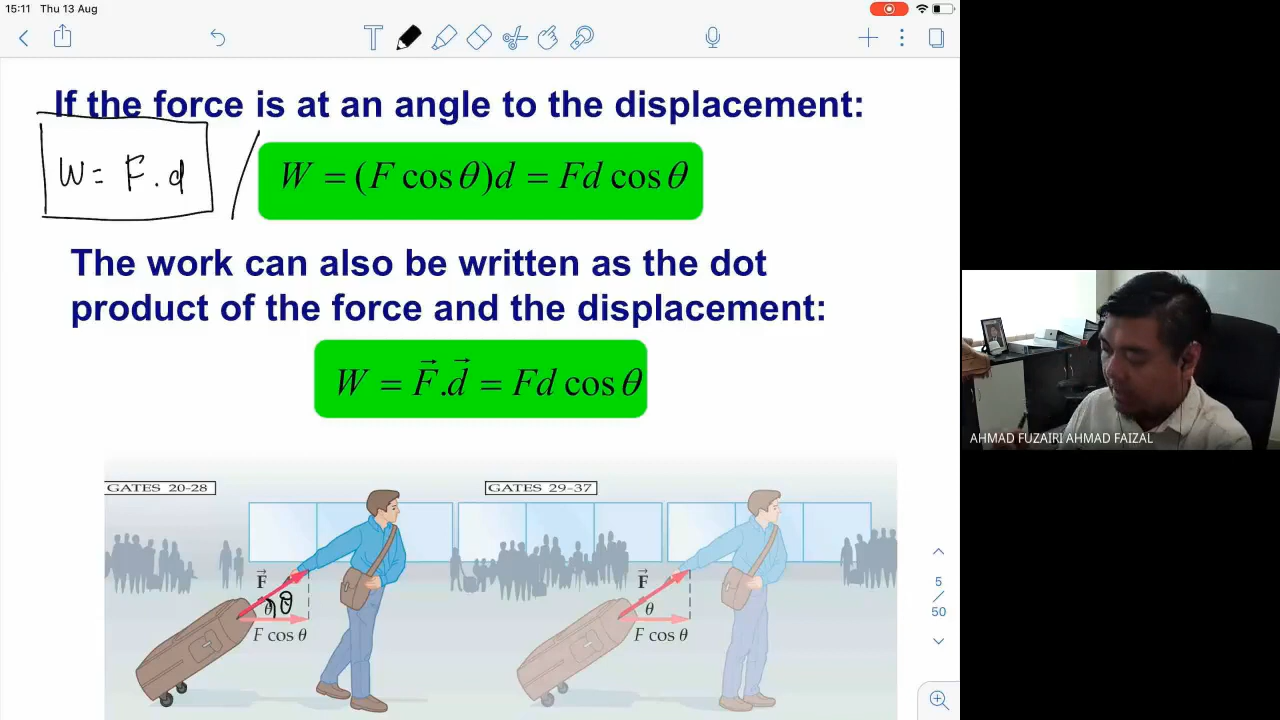 15:11 Thu 13 Aug
If the force is at an angle to the displacement:
W = F . d
W = (F cos θ)d = Fd cos θ
The work can also be written as the dot
product of the force and the displacement:
W = F⃗.d⃗ = Fd cos θ
AHMAD FUZAIRI AHMAD FAIZAL
GATES 20-28
GATES 29-37
F⃗
θ θ
F cos θ
F⃗
θ
F cos θ
5
/
50